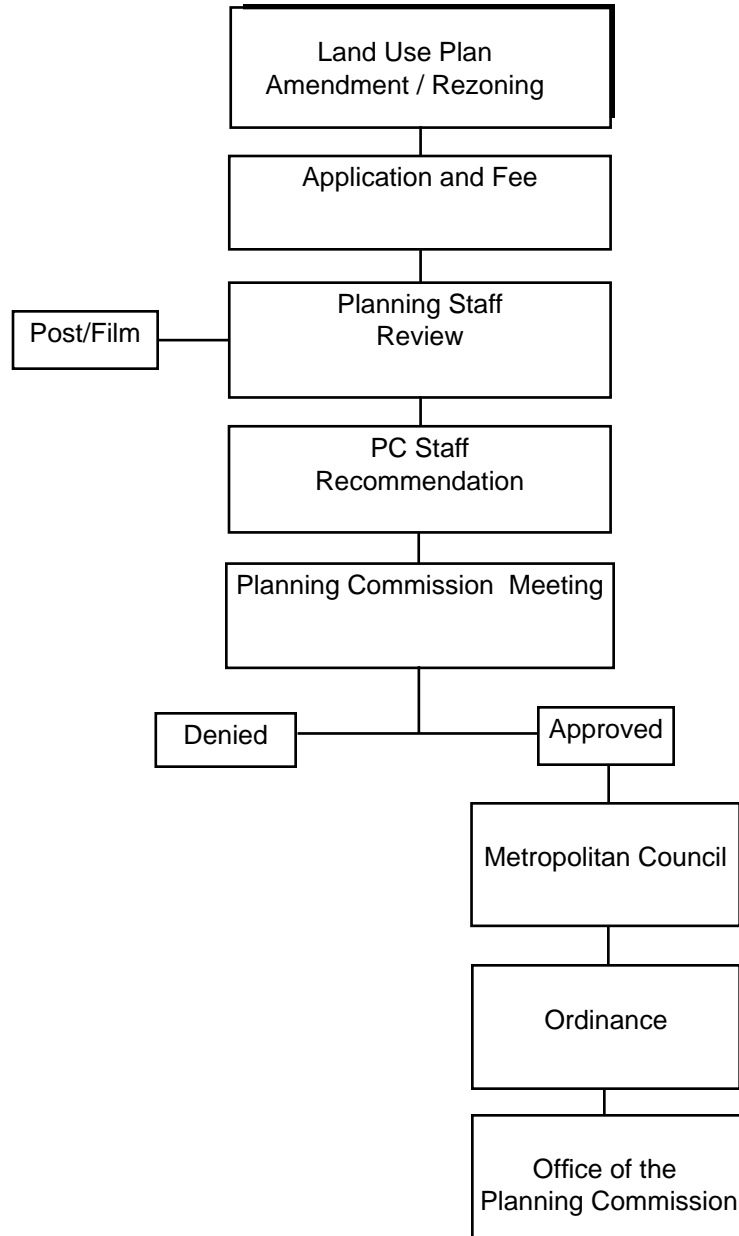 Land Use Plan
Amendment / Rezoning
Application and Fee
Planning Staff
Review
Post/Film
PC Staff
Recommendation
Planning Commission  Meeting
Denied
Approved
Metropolitan Council
Ordinance
Office of the
Planning Commission